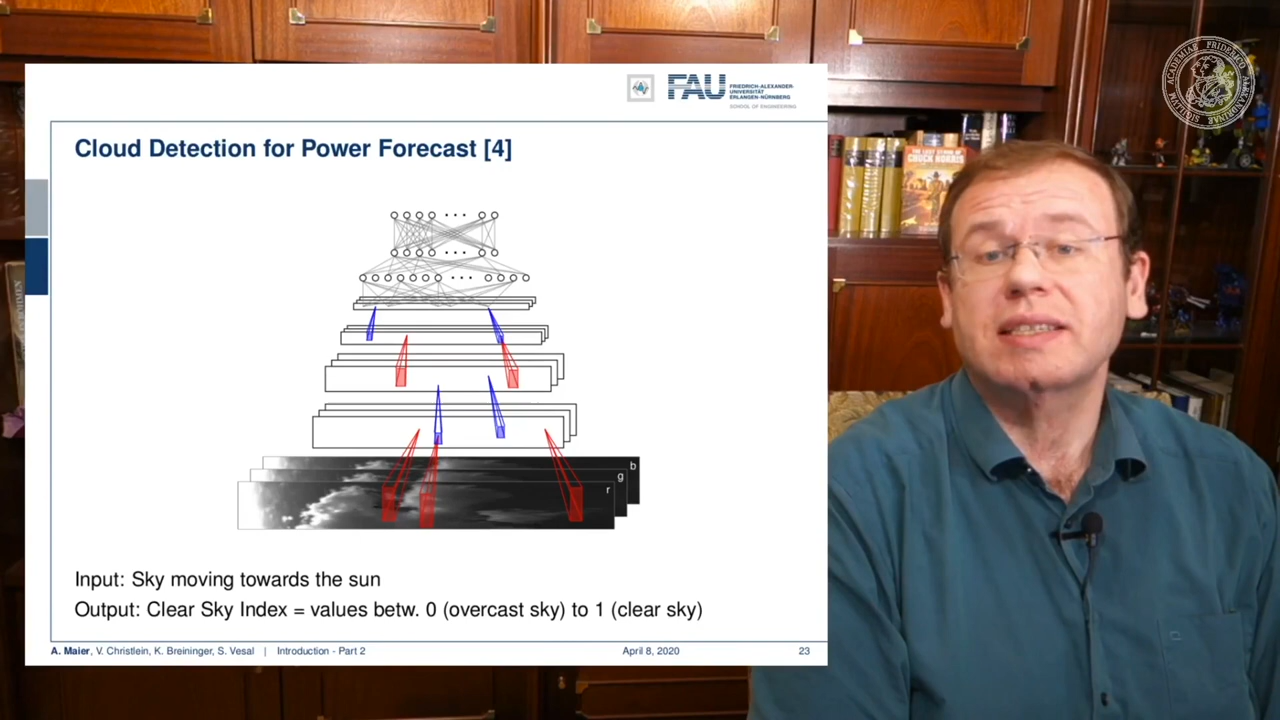 FAU
FRIEDRICH-ALEXANDER-
UNIVERSITÄT
ERLANGEN-NÜRNBERG
SCHOOL OF ENGINEERING
Cloud Detection for Power Forecast [4]
b
g
r
Input: Sky moving towards the sun
Output: Clear Sky Index = values betw. 0 (overcast sky) to 1 (clear sky)
A. Maier, V. Christlein, K. Breininger, S. Vesal | Introduction - Part 2 April 8, 2020 23
CHUCK NORRIS